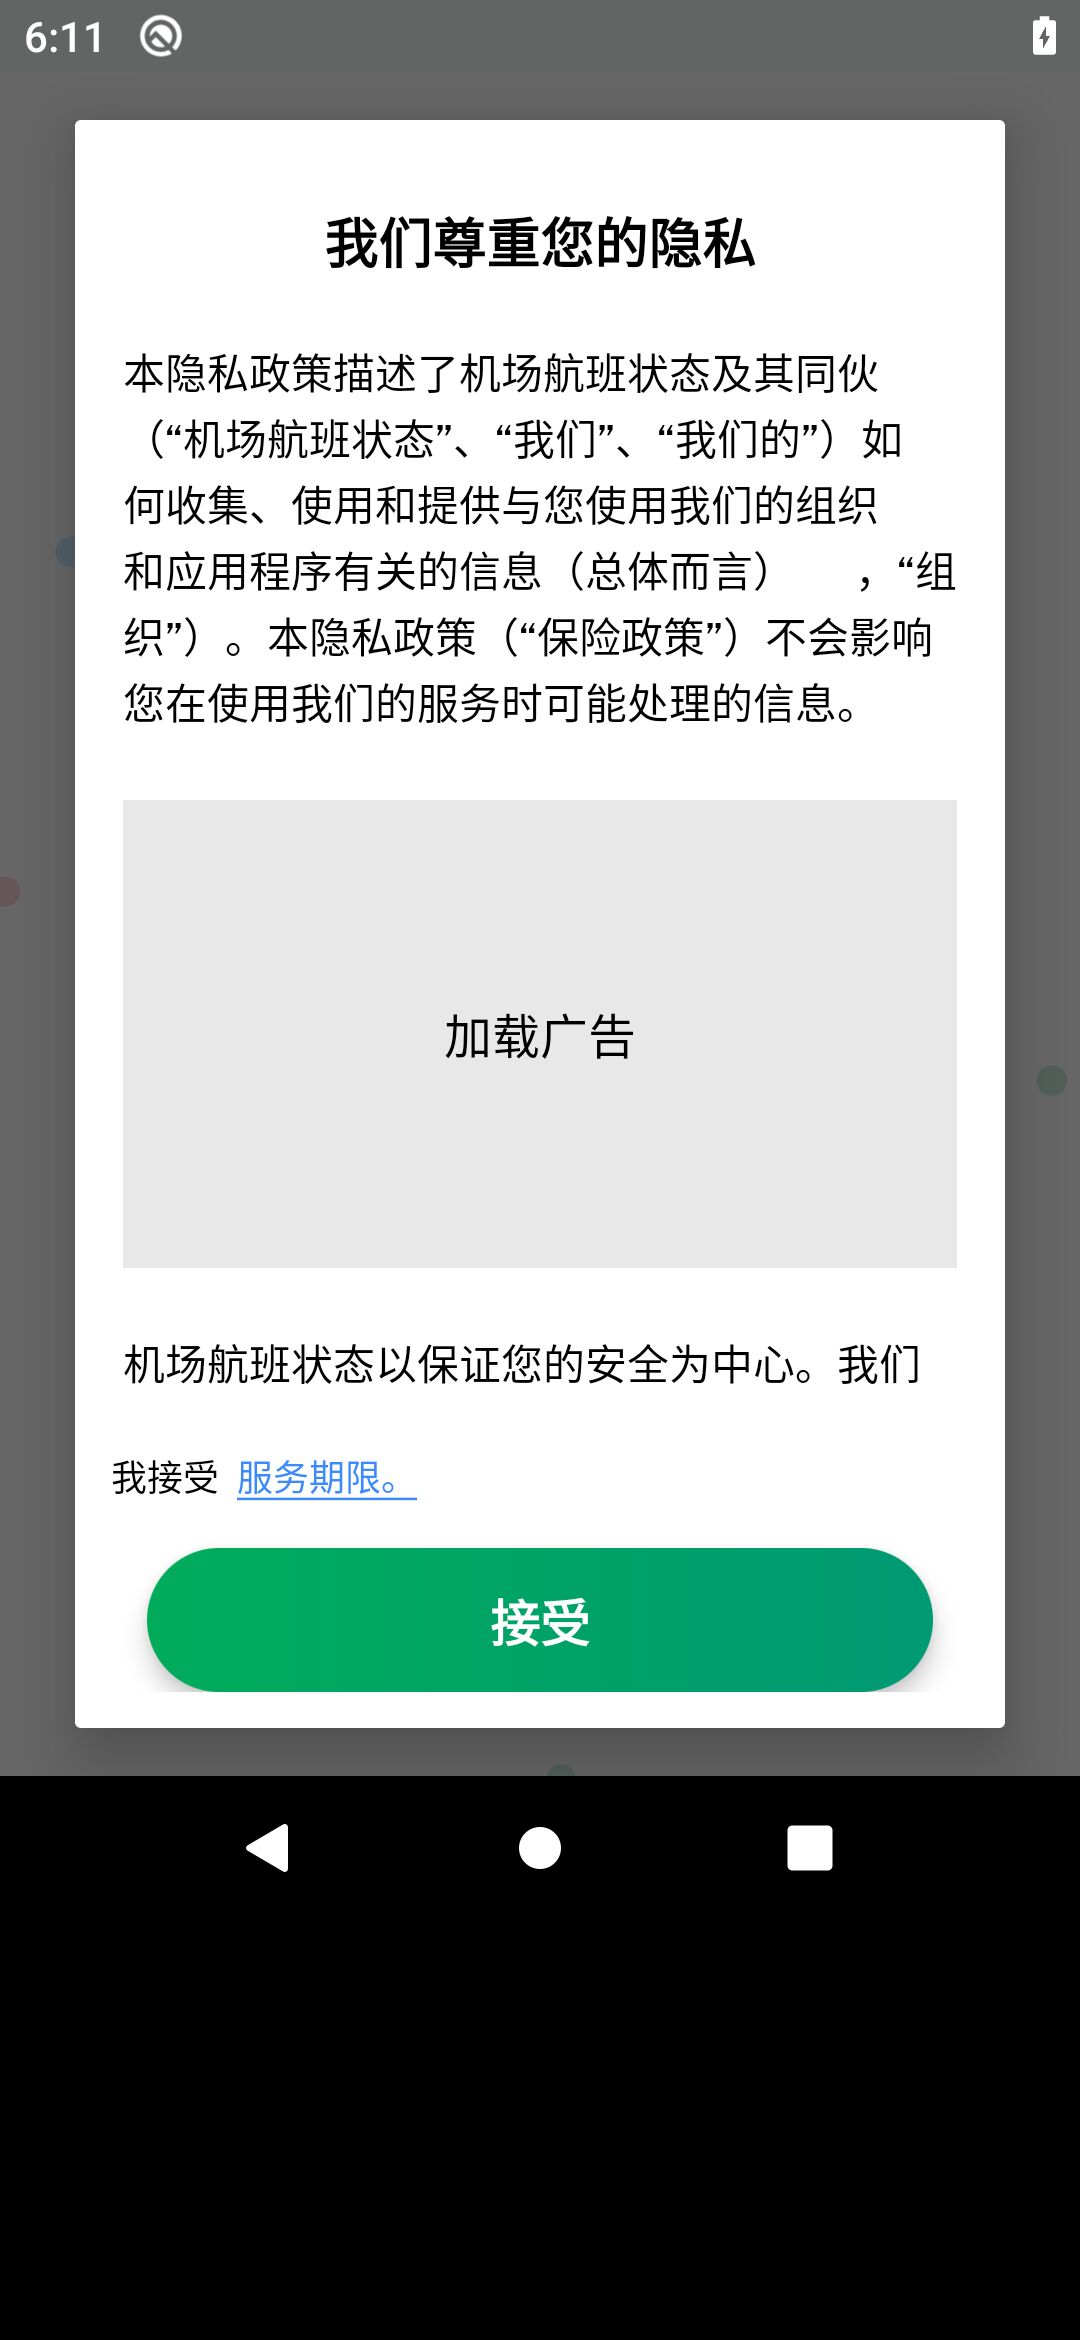 6:11
我们尊重您的隐私
本隐私政策描述了机场航班状态及其同伙
（“机场航班状态”、“我们”、“我们的”）如
何收集、使用和提供与您使用我们的组织
和应用程序有关的信息（总体而言） ，“组
织”）。本隐私政策（“保险政策”）不会影响
您在使用我们的服务时可能处理的信息。
加载广告
机场航班状态以保证您的安全为中心。我们
我接受 服务期限。
接受